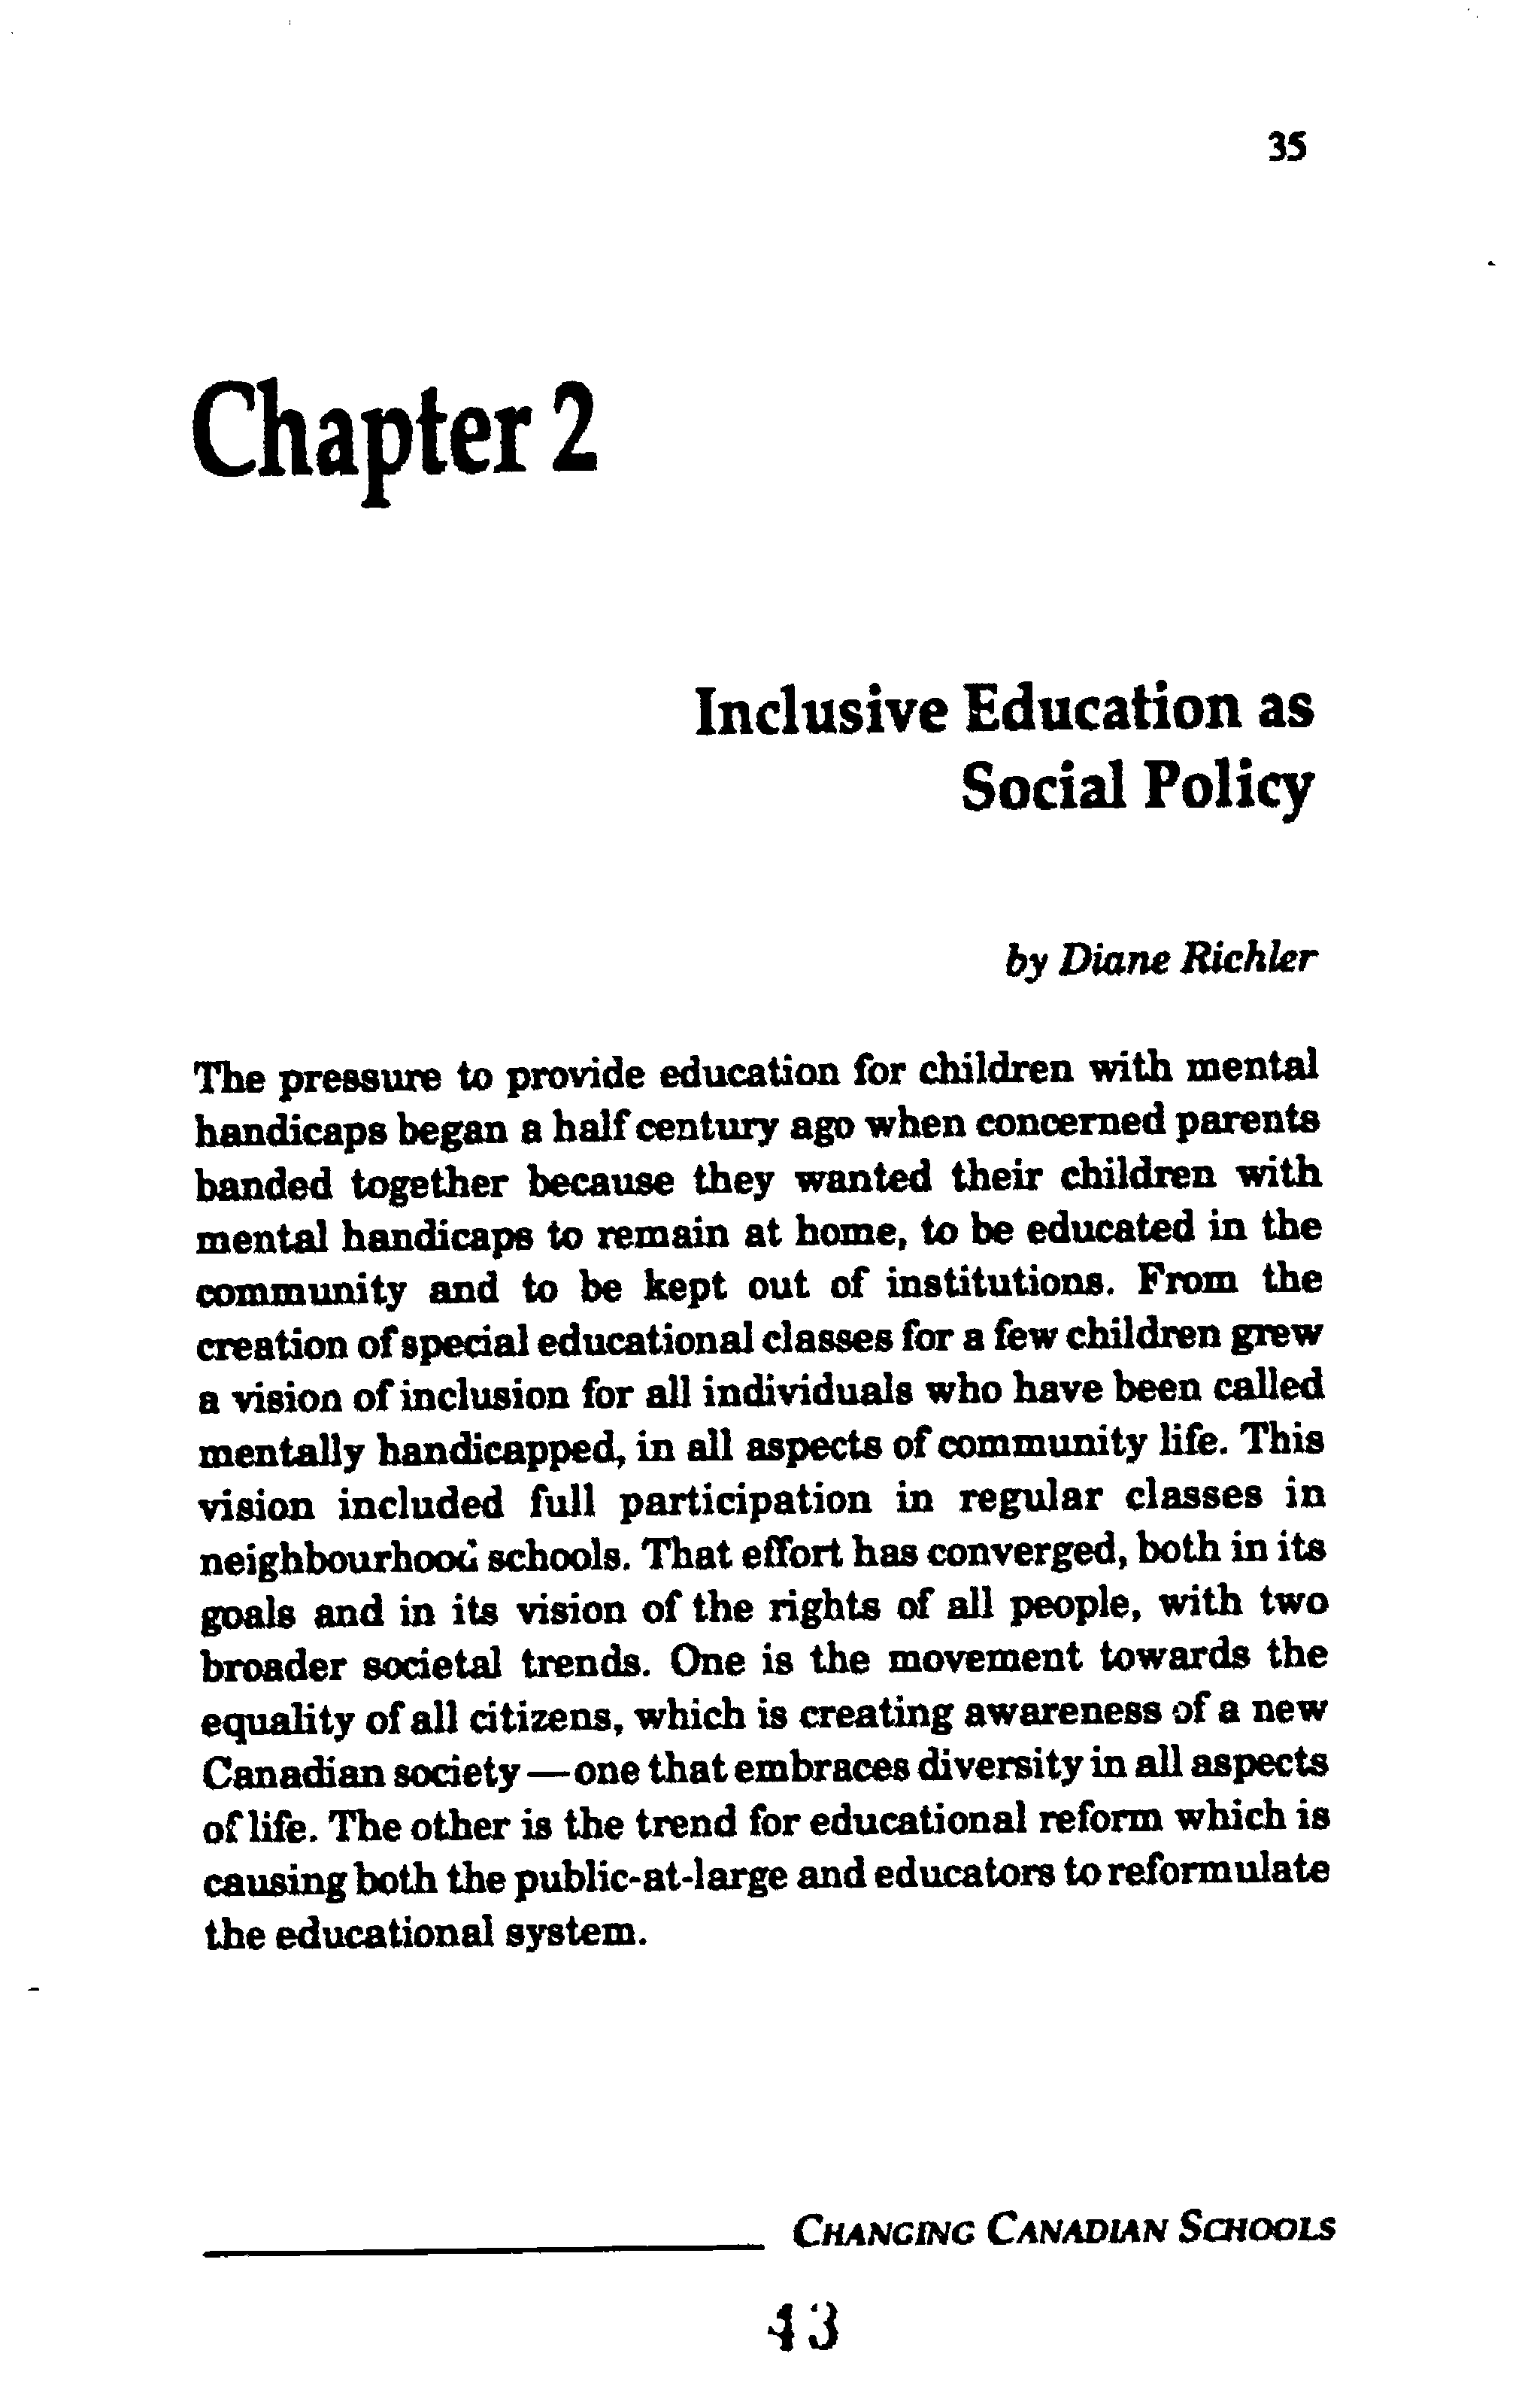 35
Chapter 2
Inclusive Education as
Social Policy
by Diane Richler
The pressure to provide education for children with mental
handicaps began a half century ago when concerned parents
banded together because they wanted their children with
mental handicaps to remain at home, to be educated in the
community and to be kept out of institutions. From the
creation of special educational classes for a few children grew
a vision of inclusion for all individuals who have been called
mentally handicapped, in all aspects of community life. This
vision included full participation in regular classes in
neighbourhood schools. That effort has converged, both in its
goals and in its vision of the rights of all people, with two
broader societal trends. One is the movement towards the
equality of all citizens, which is creating awareness of a new
Canadian society—one that embraces diversity in all aspects
of life. The other is the trend for educational reform which is
causing both the public-at-large and educators to reformulate
the educational system.
CHANGING CANADIAN SCHOOLS
43